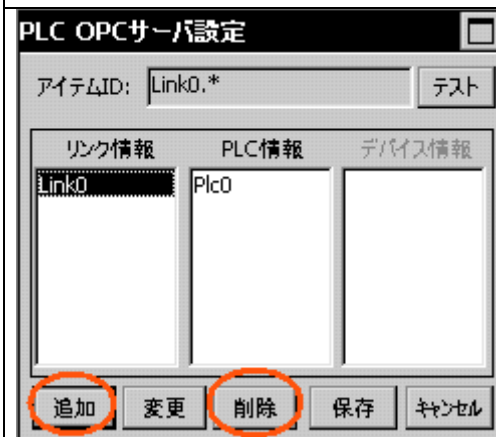 PLC OPCサーバ設定
アイテムID: Link0.* テスト
リンク情報 PLC情報 デバイス情報
Link0 Plc0
追加 変更 削除 保存 キャンセル